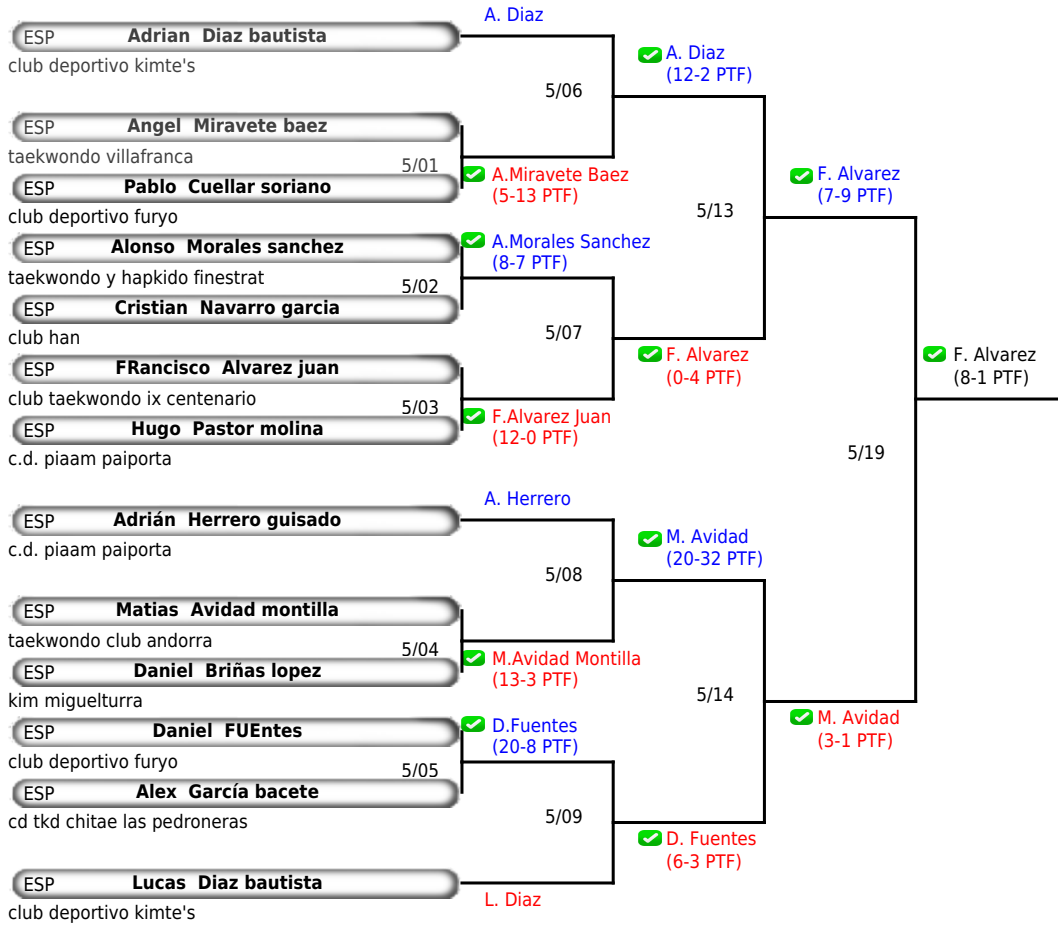 A. Diaz
ESP Adrian Diaz bautista
club deportivo kimte's
A. Diaz
(12-2 PTF)
5/06
ESP Angel Miravete baez
taekwondo villafranca
5/01
A.Miravete Baez
(5-13 PTF)
ESP Pablo Cuellar soriano
club deportivo furyo
F. Alvarez
(7-9 PTF)
5/13
ESP Alonso Morales sanchez
taekwondo y hapkido finestrat
A.Morales Sanchez
(8-7 PTF)
5/02
ESP Cristian Navarro garcia
club han
5/07
ESP FRancisco Alvarez juan
club taekwondo ix centenario
F. Alvarez
(0-4 PTF)
F. Alvarez
(8-1 PTF)
5/03
F.Alvarez Juan
(12-0 PTF)
ESP Hugo Pastor molina
c.d. piaam paiporta
5/19
A. Herrero
ESP Adrián Herrero guisado
c.d. piaam paiporta
M. Avidad
(20-32 PTF)
5/08
ESP Matias Avidad montilla
taekwondo club andorra
5/04
M.Avidad Montilla
(13-3 PTF)
ESP Daniel Briñas lopez
kim miguelturra
5/14
ESP Daniel FUEntes
club deportivo furyo
D.Fuentes
(20-8 PTF)
M. Avidad
(3-1 PTF)
5/05
ESP Alex García bacete
cd tkd chitae las pedroneras
5/09
D. Fuentes
(6-3 PTF)
ESP Lucas Diaz bautista
club deportivo kimte's
L. Diaz